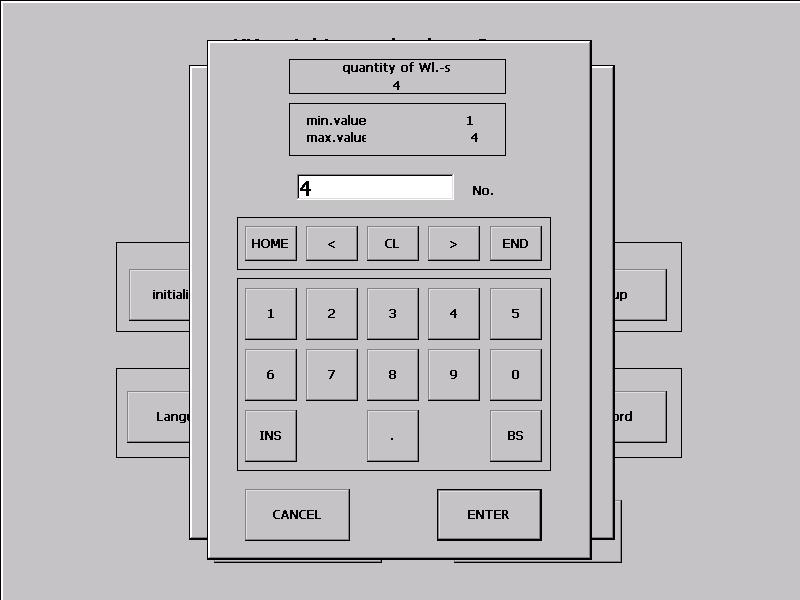 quantity of Wl.-s
4
min.value 1
max.value 4
4 No.
HOME < CL > END
1 2 3 4 5
6 7 8 9 0
INS . BS
CANCEL ENTER
initiali
up
Langu
ord